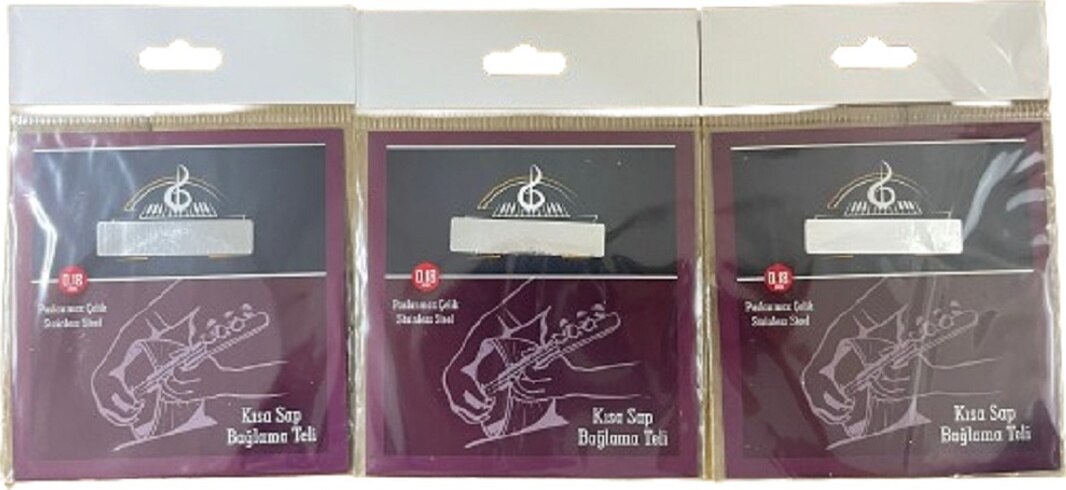 0.18
Paslanmaz Çelik
Stainless Steel
Kısa Sap
Bağlama Teli
0.18
Paslanmaz Çelik
Stainless Steel
Kısa Sap
Bağlama Teli
0.18
Paslanmaz Çelik
Stainless Steel
Kısa Sap
Bağlama Teli